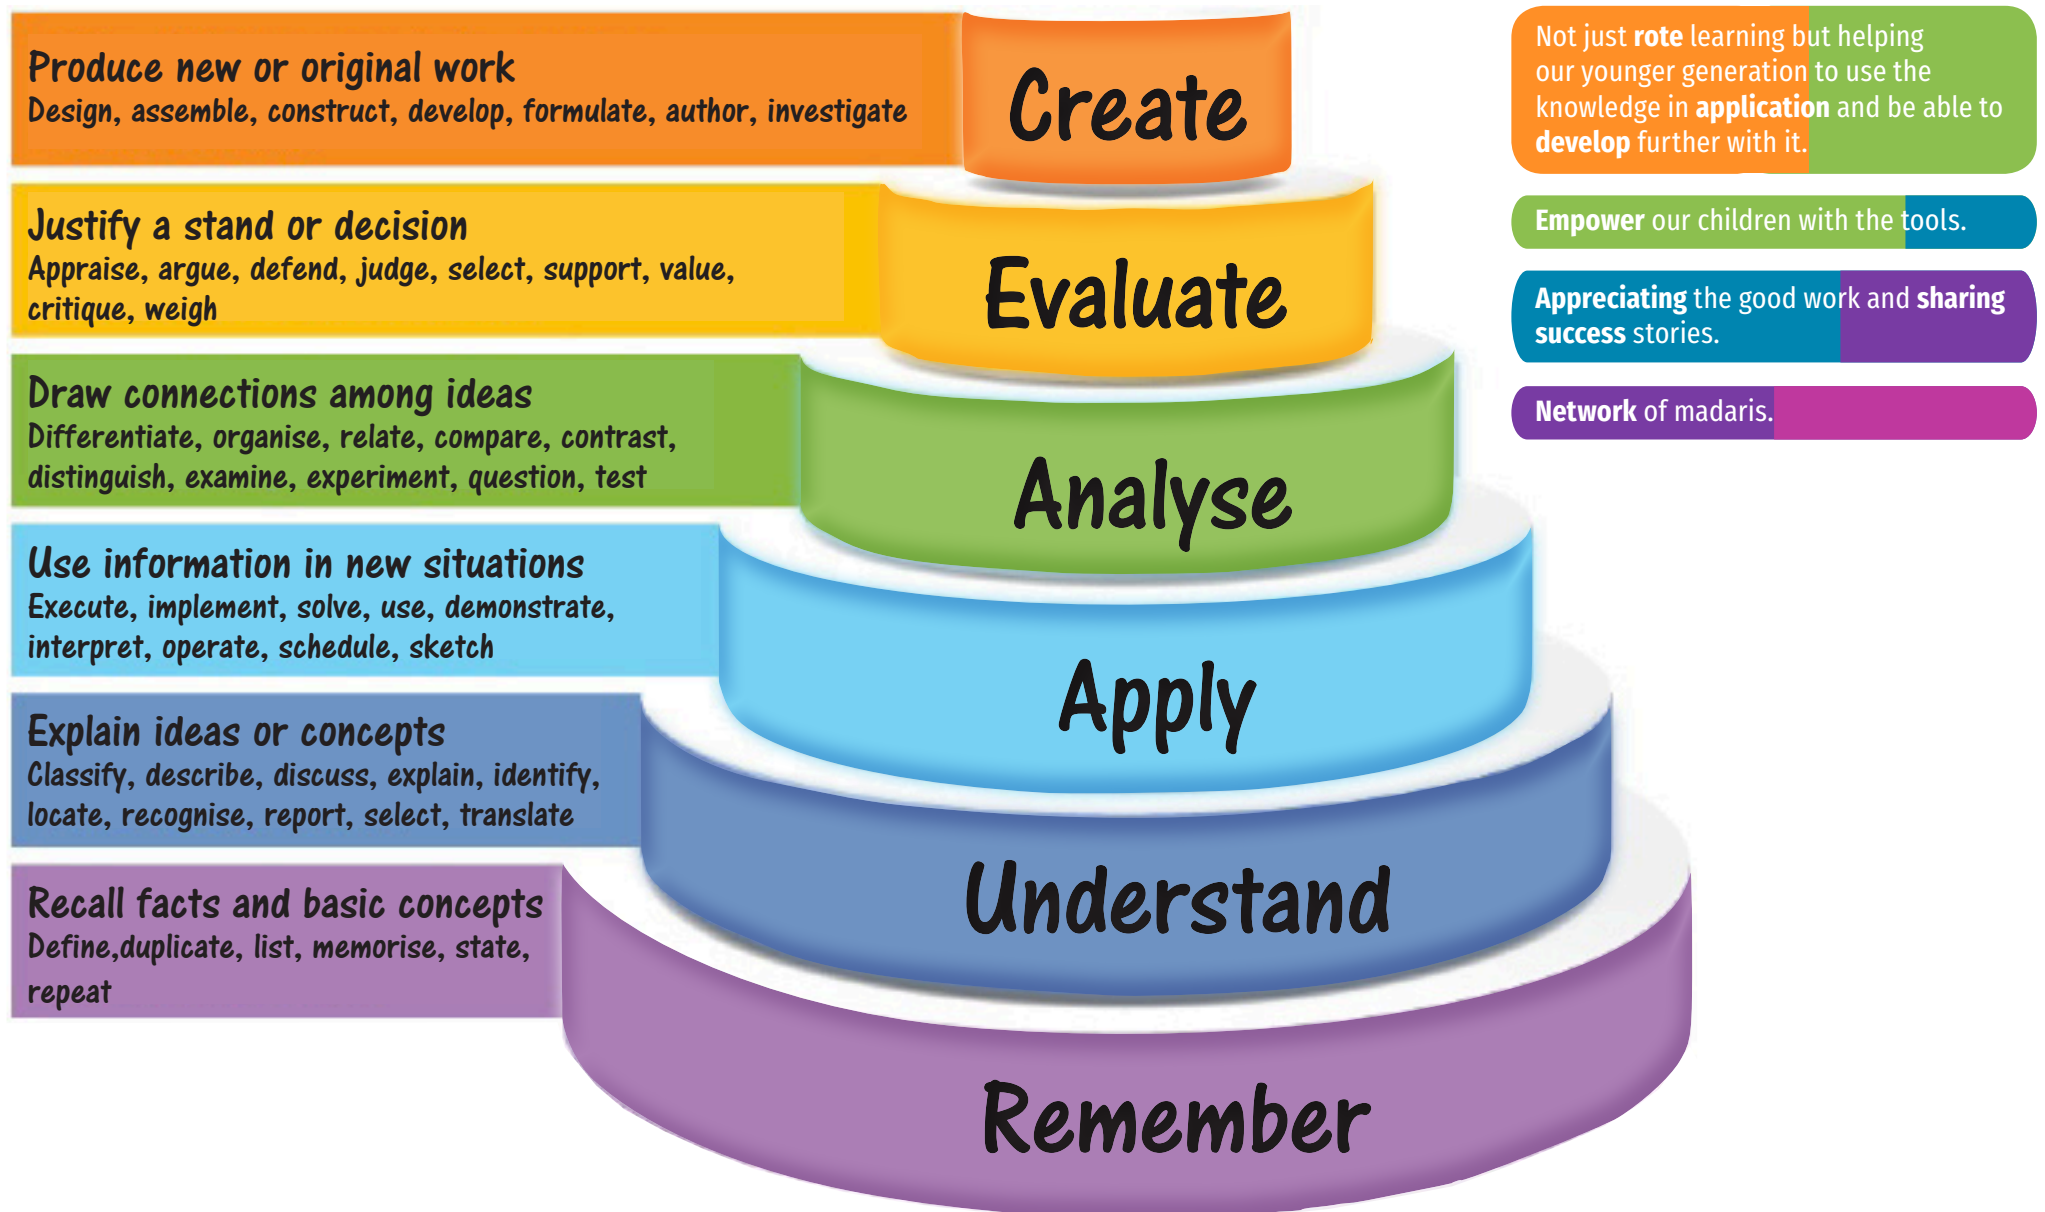 Produce new or original work
Design, assemble, construct, develop, formulate, author, investigate
Create
Justify a stand or decision
Appraise, argue, defend, judge, select, support, value,
critique, weigh
Evaluate
Draw connections among ideas
Differentiate, organise, relate, compare, contrast,
distinguish, examine, experiment, question, test
Analyse
Use information in new situations
Execute, implement, solve, use, demonstrate,
interpret, operate, schedule, sketch
Apply
Explain ideas or concepts
Classify, describe, discuss, explain, identify,
locate, recognise, report, select, translate
Understand
Recall facts and basic concepts
Define,duplicate, list, memorise, state,
repeat
Remember
Not just rote learning but helping
our younger generation to use the
knowledge in application and be able to
develop further with it.
Empower our children with the tools.
Appreciating the good work and sharing
success stories.
Network of madaris.